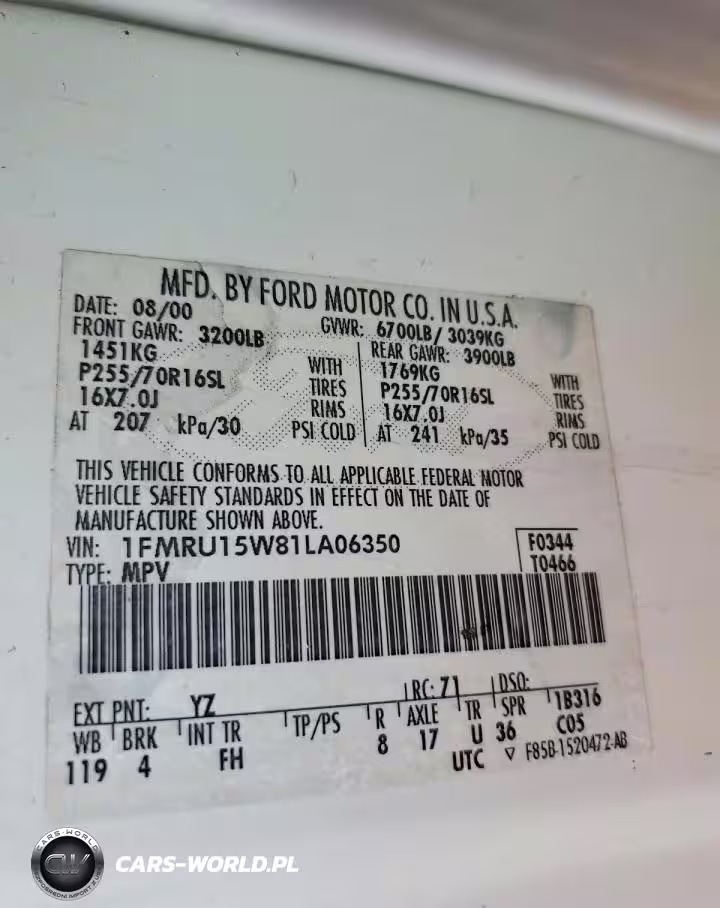 MFD. BY FORD MOTOR CO. IN U.S.A.
DATE: 08/00 GVWR: 6700LB/ 3039KG
FRONT GAWR: 3200LB REAR GAWR: 3900LB
1451KG WITH 1769KG WITH
P255/70R16SL TIRES P255/70R16SL TIRES
16X7.0J RIMS 16X7.0J RIMS
AT 207 kPa/30 PSI COLD AT 241 kPa/35 PSI COLD
THIS VEHICLE CONFORMS TO ALL APPLICABLE FEDERAL MOTOR
VEHICLE SAFETY STANDARDS IN EFFECT ON THE DATE OF
MANUFACTURE SHOWN ABOVE.
VIN: 1FMRU15W81LA06350 F0344
TYPE: MPV T0466
EXT PNT: YZ RC: 71 DSO:
WB BRK INT TR TP/PS R AXLE TR SPR 1B316
119 4 FH 8 17 U 36 C05
UTC ▽ F85B-1520472-AB
CARS-WORLD
CW
CARS-WORLD.PL